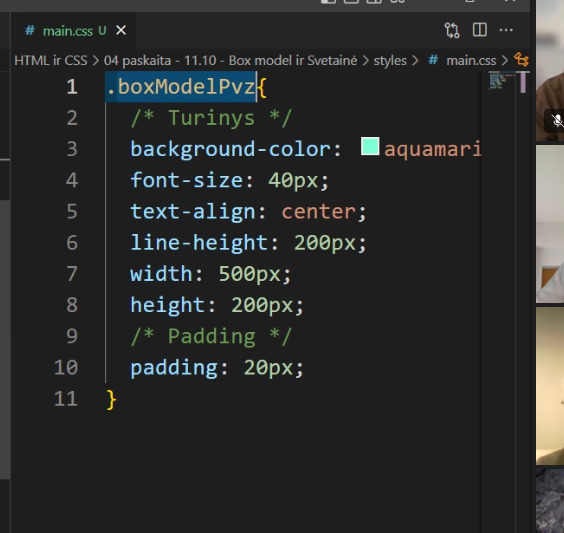 # main.css U ×
HTML ir CSS > 04 paskaita - 11.10 - Box model ir Svetainė > styles > # main.css >
1 .boxModelPvz{
2 /* Turinys */
3 background-color: aquamari
4 font-size: 40px;
5 text-align: center;
6 line-height: 200px;
7 width: 500px;
8 height: 200px;
9 /* Padding */
10 padding: 20px;
11 }